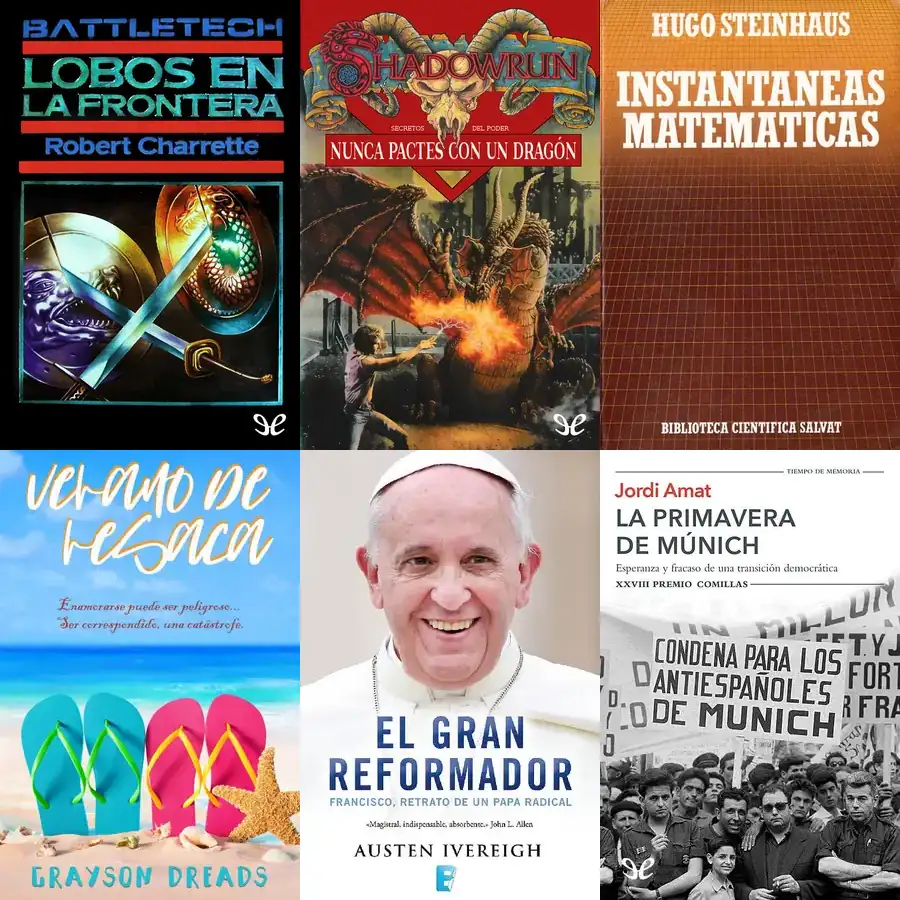 BATTLETECH
LOBOS EN
LA FRONTERA
Robert Charrette
SHADOWRUN
SECRETOS DEL PODER
NUNCA PACTES CON UN DRAGÓN
HUGO STEINHAUS
INSTANTANEAS
MATEMATICAS
BIBLIOTECA CIENTIFICA SALVAT
verano de
resaca
Enamorarse puede ser peligroso...
Ser correspondido, una catástrofe.
GRAYSON DREADS
EL GRAN
REFORMADOR
FRANCISCO, RETRATO DE UN PAPA RADICAL
«Magistral, indispensable, absorbente.» John L. Allen
AUSTEN IVEREIGH
B
TIEMPO DE MEMORIA
Jordi Amat
LA PRIMAVERA
DE MÚNICH
Esperanza y fracaso de una transición democrática
XXVIII PREMIO COMILLAS
UN MILLON
CONDENA PARA LOS
ANTIESPAÑOLES
DE MUNICH